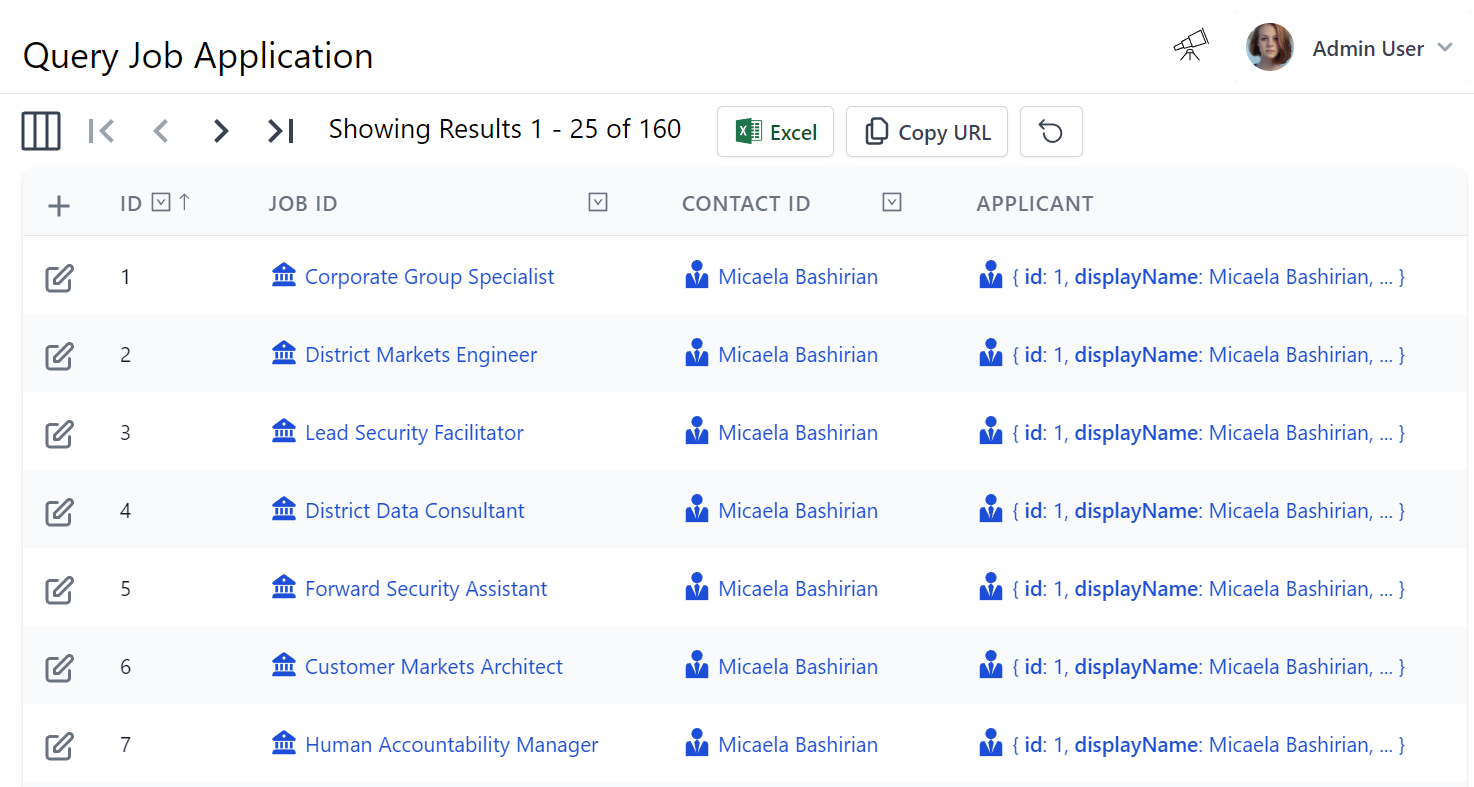 Query Job Application
Admin User
Showing Results 1 - 25 of 160
Excel
Copy URL
ID JOB ID CONTACT ID APPLICANT
1 Corporate Group Specialist Micaela Bashirian { id: 1, displayName: Micaela Bashirian, ... }
2 District Markets Engineer Micaela Bashirian { id: 1, displayName: Micaela Bashirian, ... }
3 Lead Security Facilitator Micaela Bashirian { id: 1, displayName: Micaela Bashirian, ... }
4 District Data Consultant Micaela Bashirian { id: 1, displayName: Micaela Bashirian, ... }
5 Forward Security Assistant Micaela Bashirian { id: 1, displayName: Micaela Bashirian, ... }
6 Customer Markets Architect Micaela Bashirian { id: 1, displayName: Micaela Bashirian, ... }
7 Human Accountability Manager Micaela Bashirian { id: 1, displayName: Micaela Bashirian, ... }